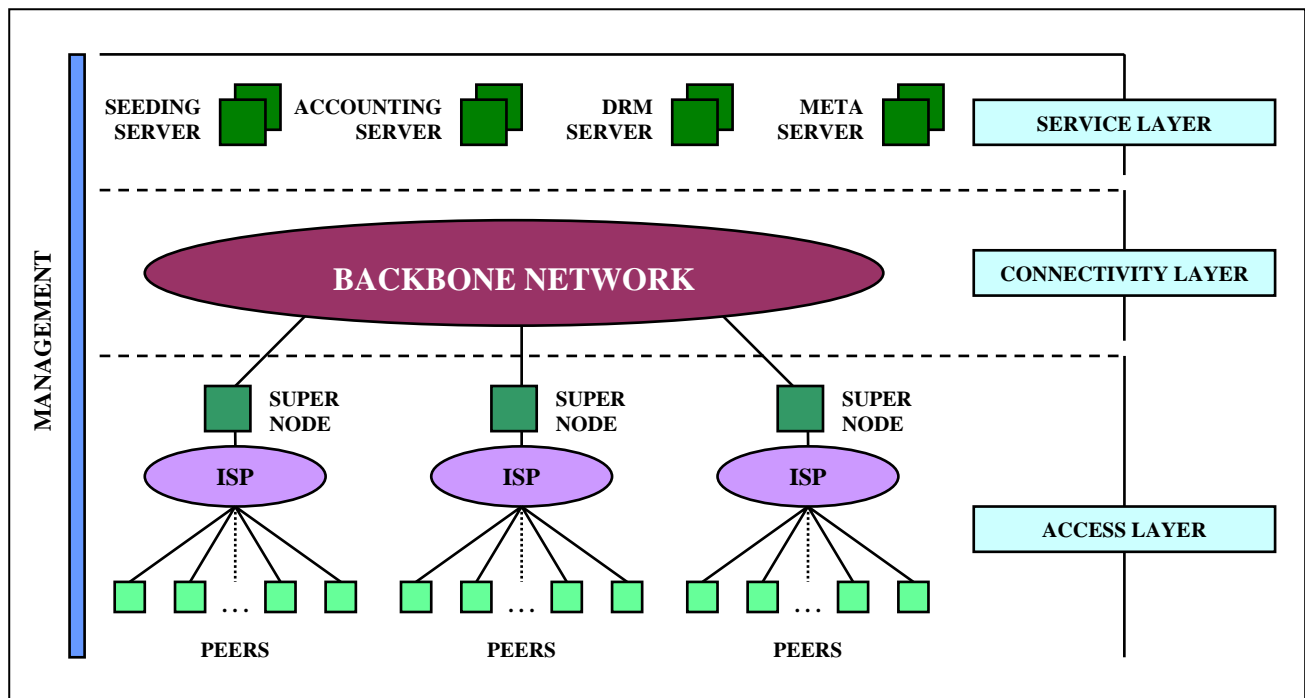 MANAGEMENT
SEEDING
SERVER
ACCOUNTING
SERVER
DRM
SERVER
META
SERVER
SERVICE LAYER
BACKBONE NETWORK
CONNECTIVITY LAYER
SUPER
NODE
SUPER
NODE
SUPER
NODE
ISP
ISP
ISP
ACCESS LAYER
...
...
...
PEERS
PEERS
PEERS